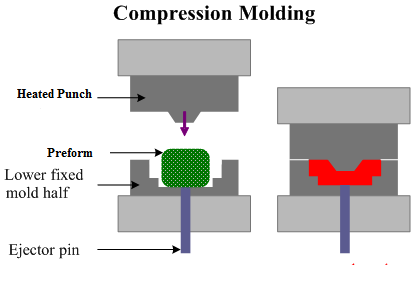 Compression Molding
Heated Punch
Preform
Lower fixed
mold half
Ejector pin